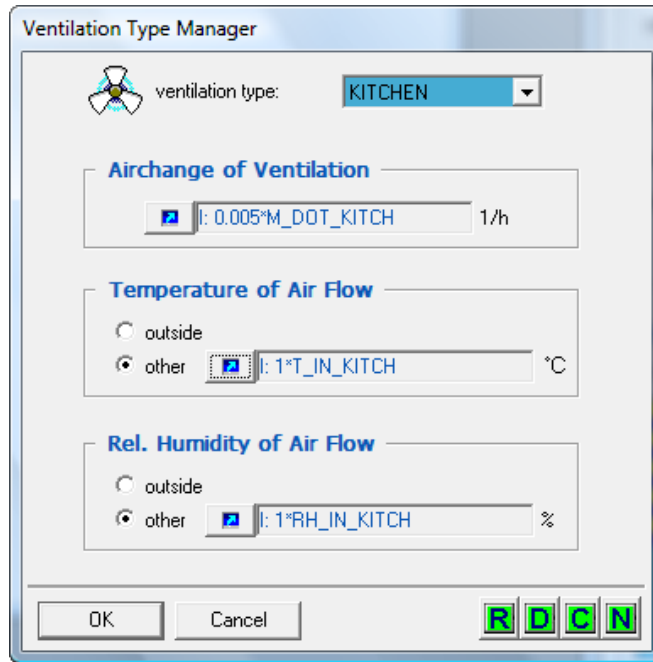 Ventilation Type Manager
ventilation type: KITCHEN
Airchange of Ventilation
I: 0.005*M_DOT_KITCH 1/h
Temperature of Air Flow
outside
other I: 1*T_IN_KITCH °C
Rel. Humidity of Air Flow
outside
other I: 1*RH_IN_KITCH %
OK Cancel R D C N